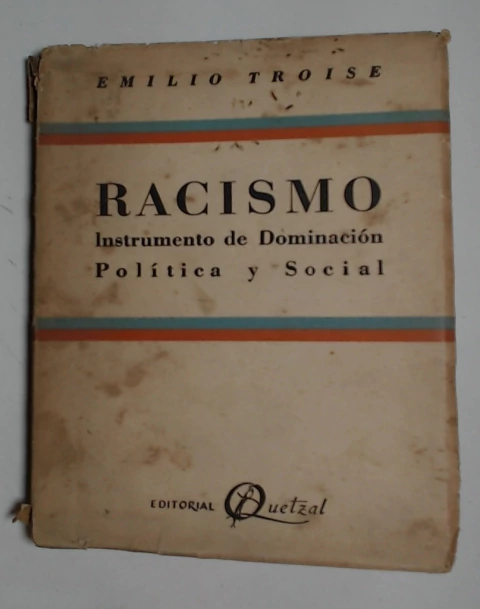 EMILIO TROISE
RACISMO
Instrumento de Dominación
Política y Social
EDITORIAL Quetzal